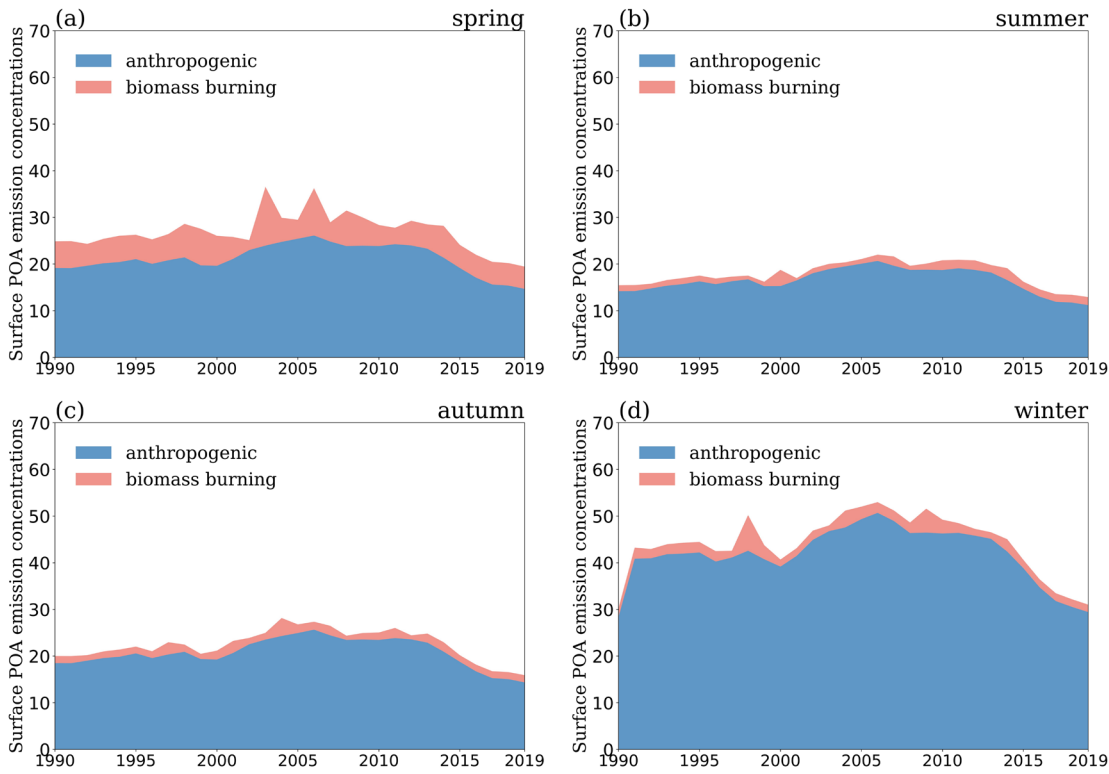 (a) spring
Surface POA emission concentrations
70
60
50
40
30
20
10
0
anthropogenic
biomass burning
1990 1995 2000 2005 2010 2015 2019
(b) summer
Surface POA emission concentrations
70
60
50
40
30
20
10
0
anthropogenic
biomass burning
1990 1995 2000 2005 2010 2015 2019
(c) autumn
Surface POA emission concentrations
70
60
50
40
30
20
10
0
anthropogenic
biomass burning
1990 1995 2000 2005 2010 2015 2019
(d) winter
Surface POA emission concentrations
70
60
50
40
30
20
10
0
anthropogenic
biomass burning
1990 1995 2000 2005 2010 2015 2019